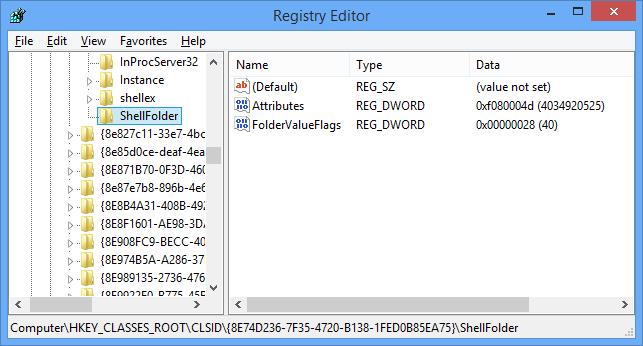 Registry Editor
File Edit View Favorites Help
InProcServer32
Instance
shellex
ShellFolder
{8e827c11-33e7-4bc
{8e85d0ce-deaf-4ea
{8E871B70-0F3D-460
{8e87e7b8-896b-4e6
{8E8B4A31-408B-492
{8E8F1601-AE98-3DA
{8E908FC9-BECC-40
{8E974B5A-A286-37
{8E989135-2736-476
{8E9922F0-B775-45F
Name Type Data
(Default) REG_SZ (value not set)
Attributes REG_DWORD 0xf080004d (4034920525)
FolderValueFlags REG_DWORD 0x00000028 (40)
Computer\HKEY_CLASSES_ROOT\CLSID\{8E74D236-7F35-4720-B138-1FED0B85EA75}\ShellFolder